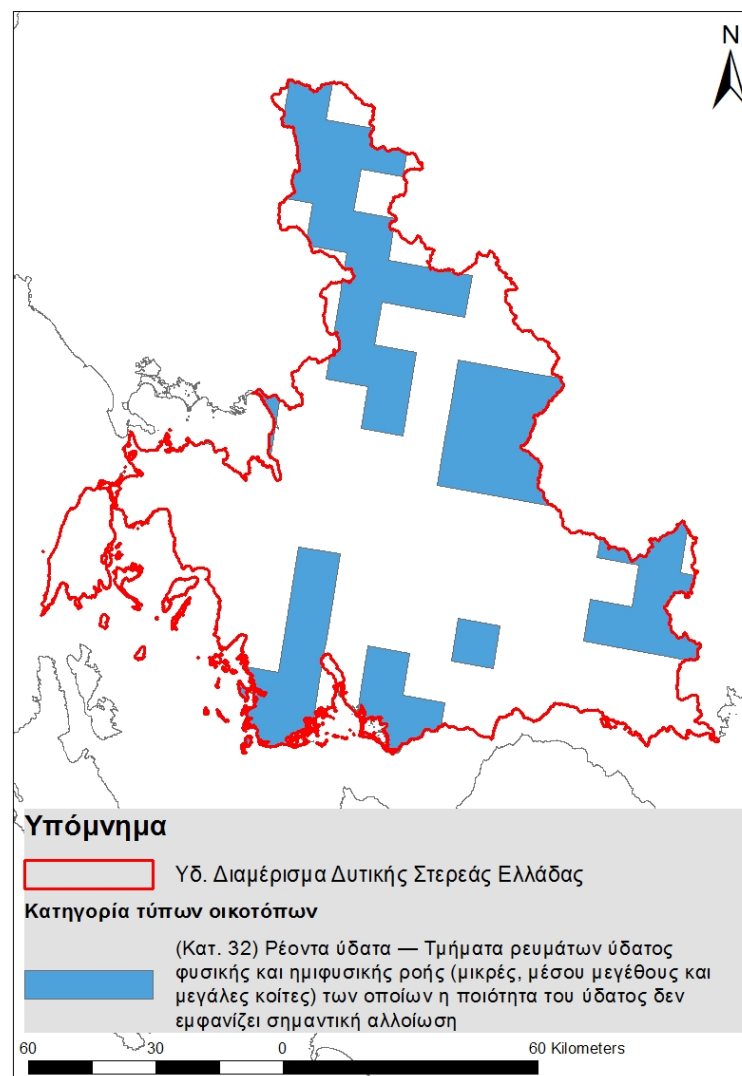 N
Υπόμνημα
Υδ. Διαμέρισμα Δυτικής Στερεάς Ελλάδας
Κατηγορία τύπων οικοτόπων
(Κατ. 32) Ρέοντα ύδατα — Τμήματα ρευμάτων ύδατος
φυσικής και ημιφυσικής ροής (μικρές, μέσου μεγέθους και
μεγάλες κοίτες) των οποίων η ποιότητα του ύδατος δεν
εμφανίζει σημαντική αλλοίωση
60 30 0 60 Kilometers